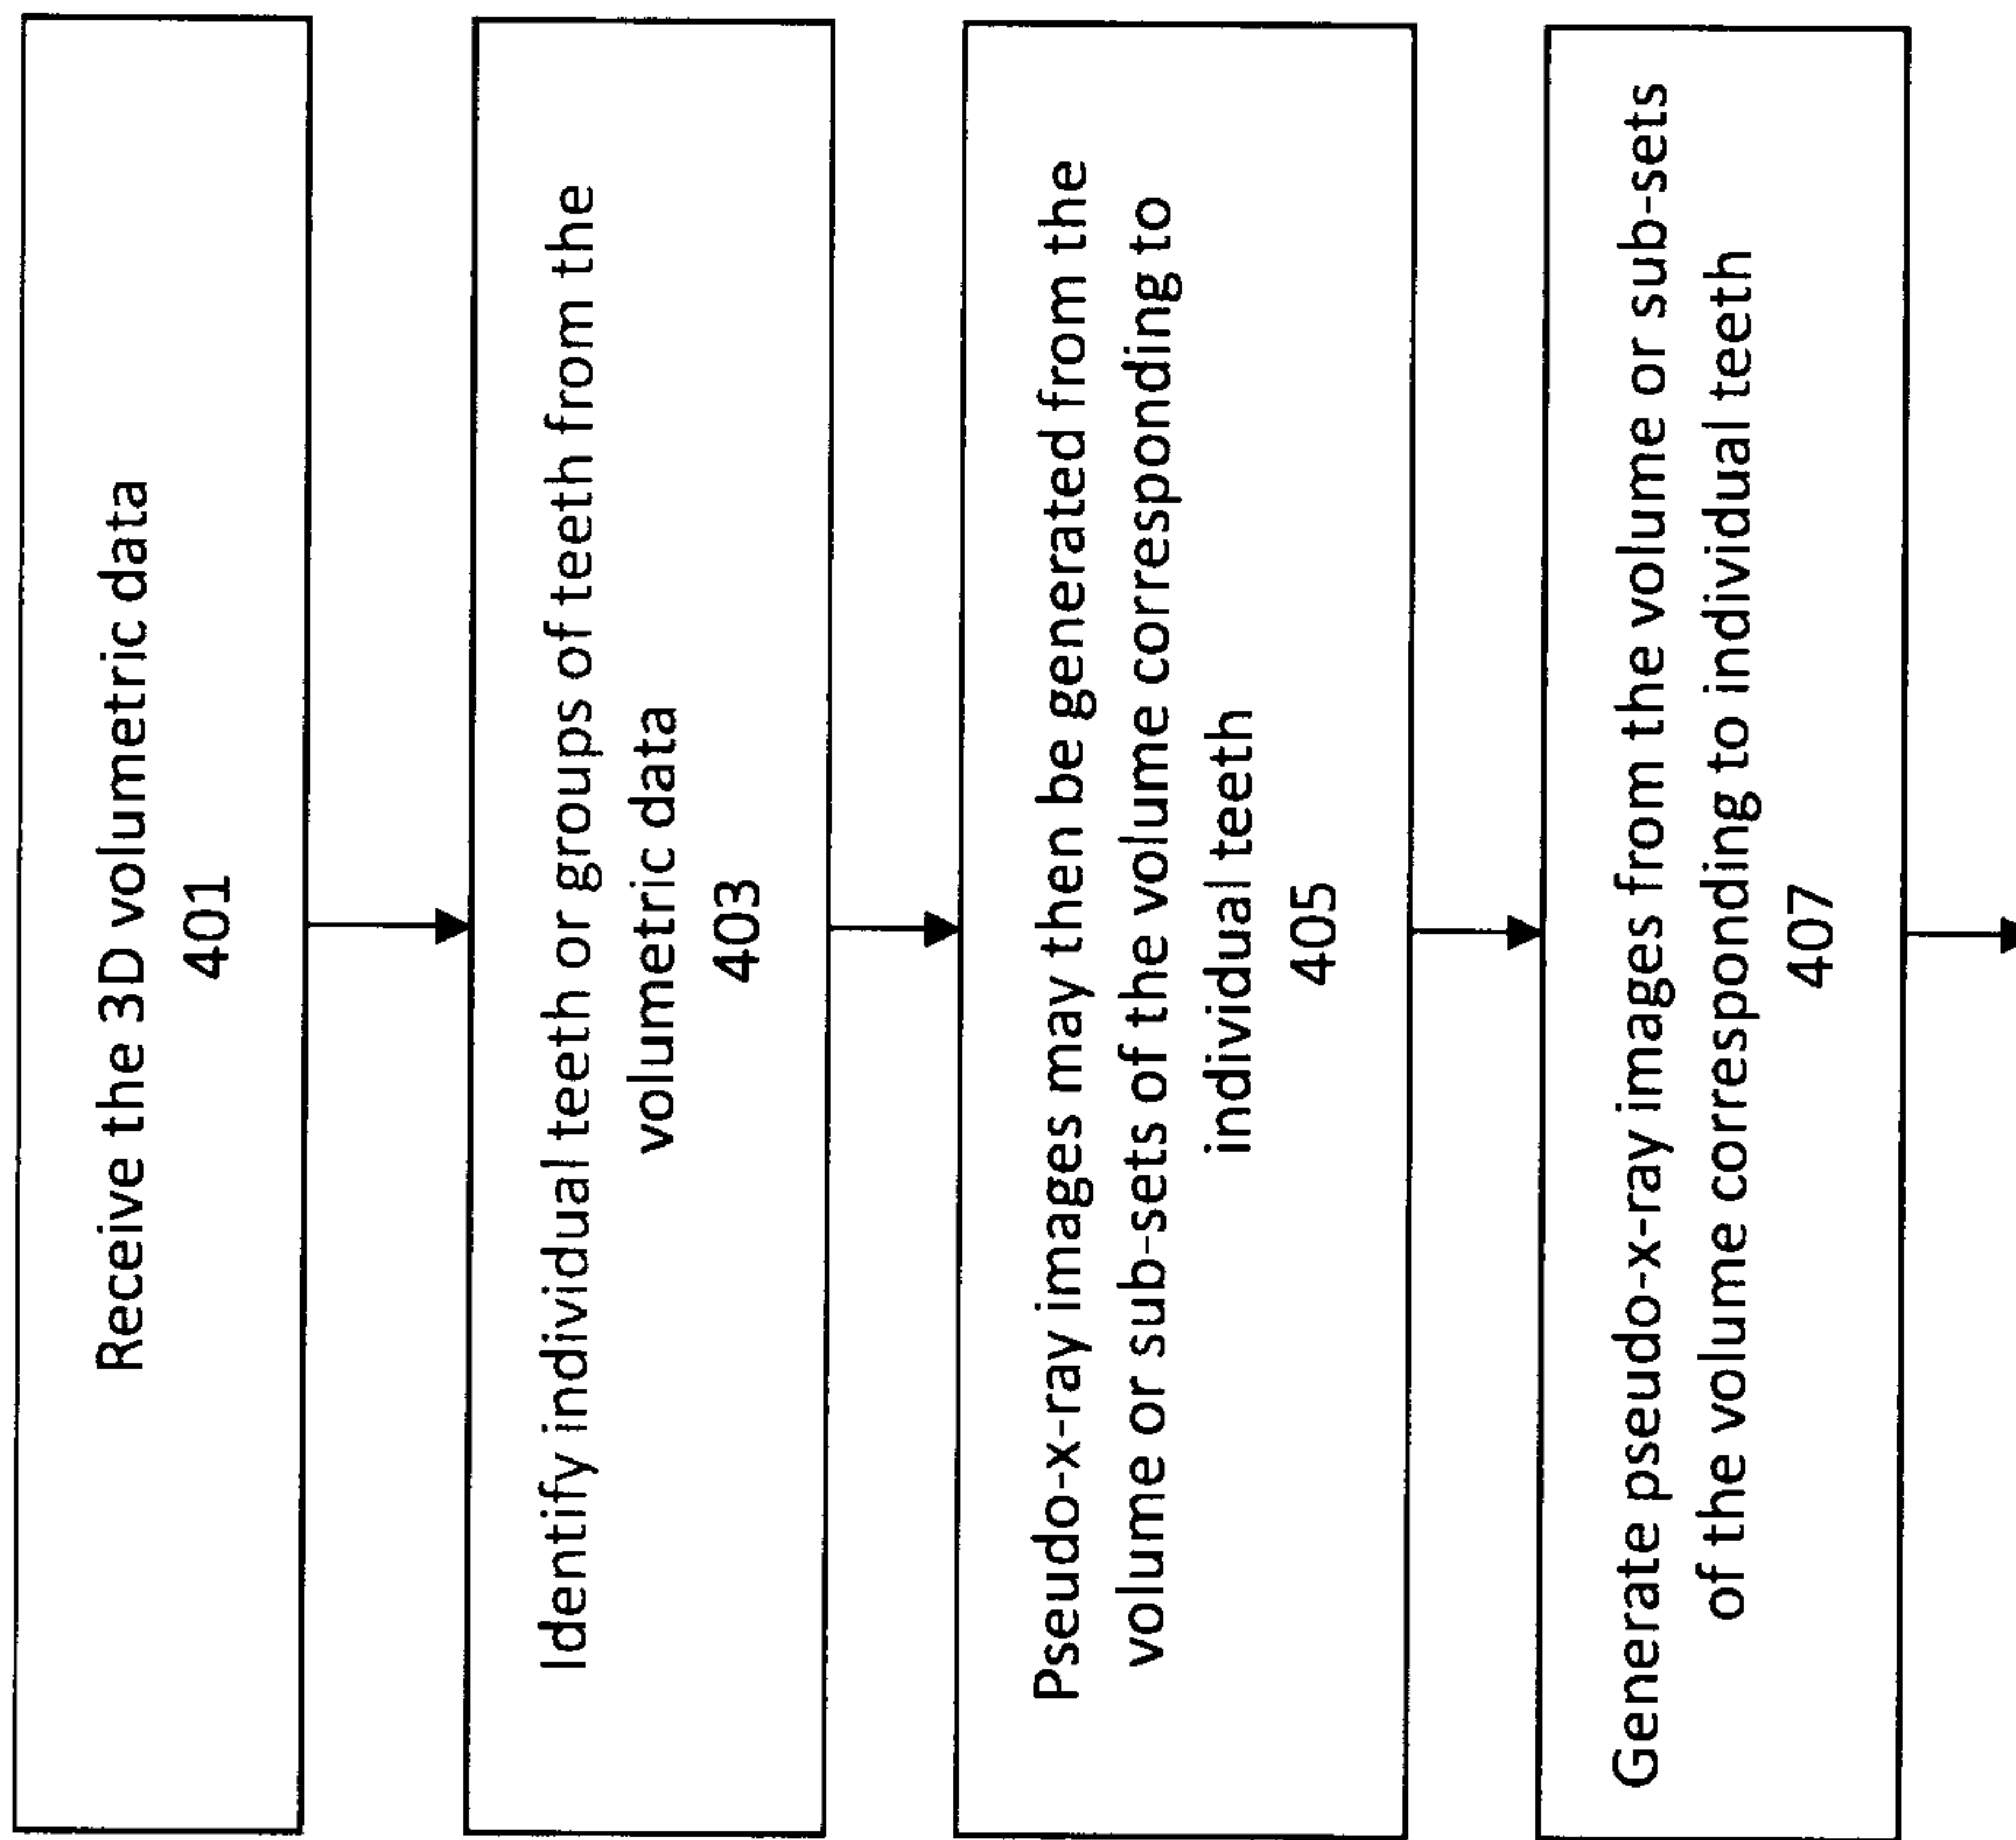 Receive the 3D volumetric data
401
Identify individual teeth or groups of teeth from the
volumetric data
403
Pseudo-x-ray images may then be generated from the
volume or sub-sets of the volume corresponding to
individual teeth
405
Generate pseudo-x-ray images from the volume or sub-sets
of the volume corresponding to individual teeth
407